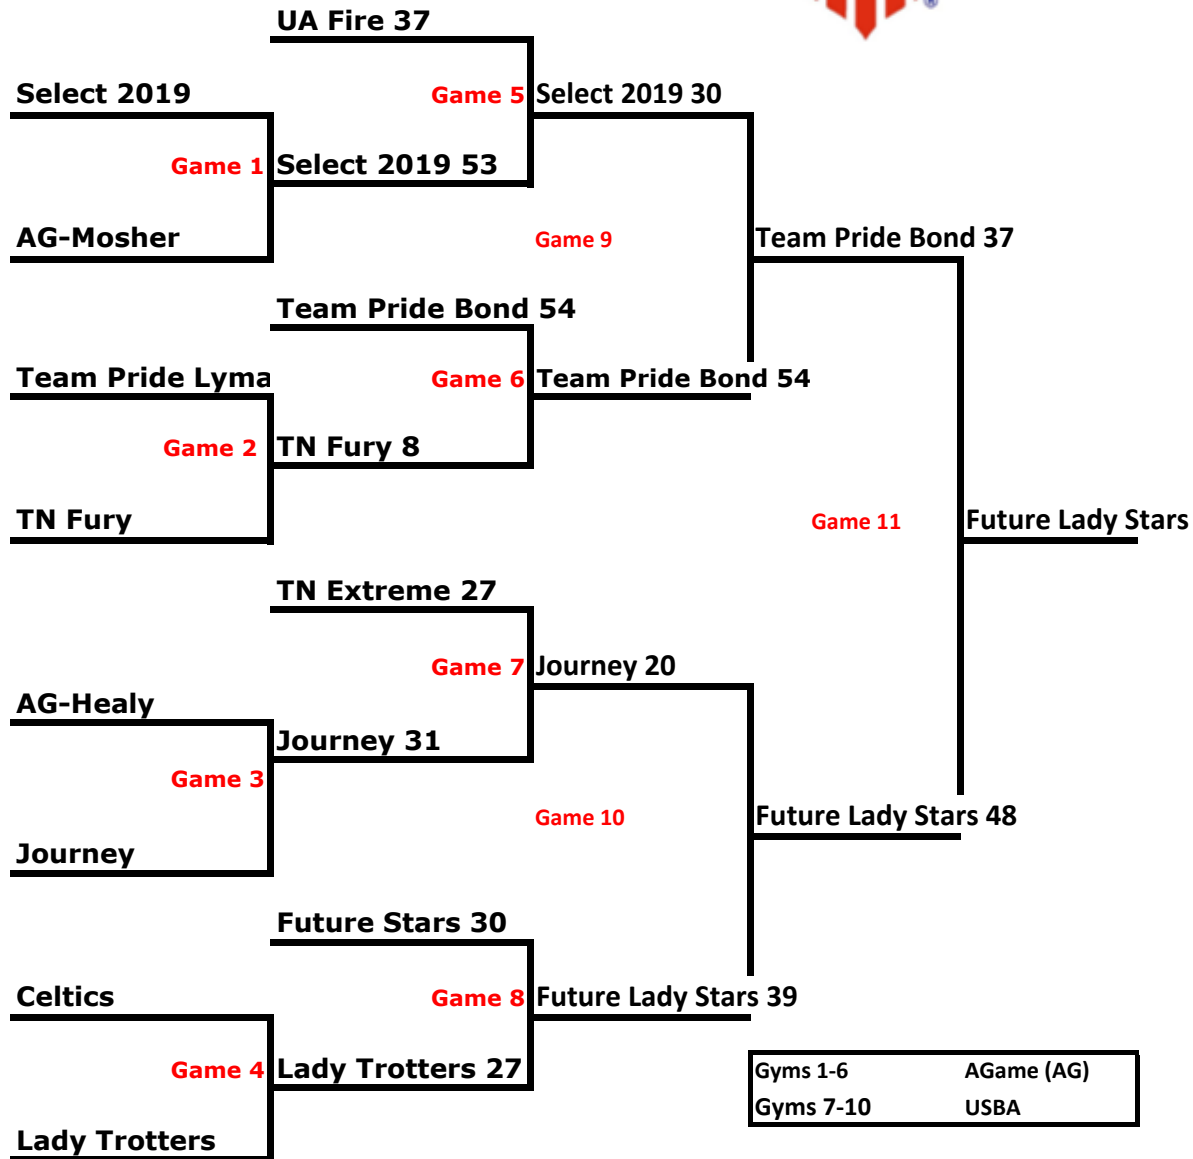 UA Fire 37
Select 2019
Game 5 Select 2019 30
Game 1 Select 2019 53
AG-Mosher
Game 9
Team Pride Bond 37
Team Pride Bond 54
Team Pride Lyma
Game 6 Team Pride Bond 54
Game 2 TN Fury 8
TN Fury
Game 11 Future Lady Stars
TN Extreme 27
Game 7 Journey 20
AG-Healy
Journey 31
Game 3
Game 10
Future Lady Stars 48
Journey
Future Stars 30
Celtics
Game 8 Future Lady Stars 39
Game 4 Lady Trotters 27
Gyms 1-6 AGame (AG)
Gyms 7-10 USBA
Lady Trotters